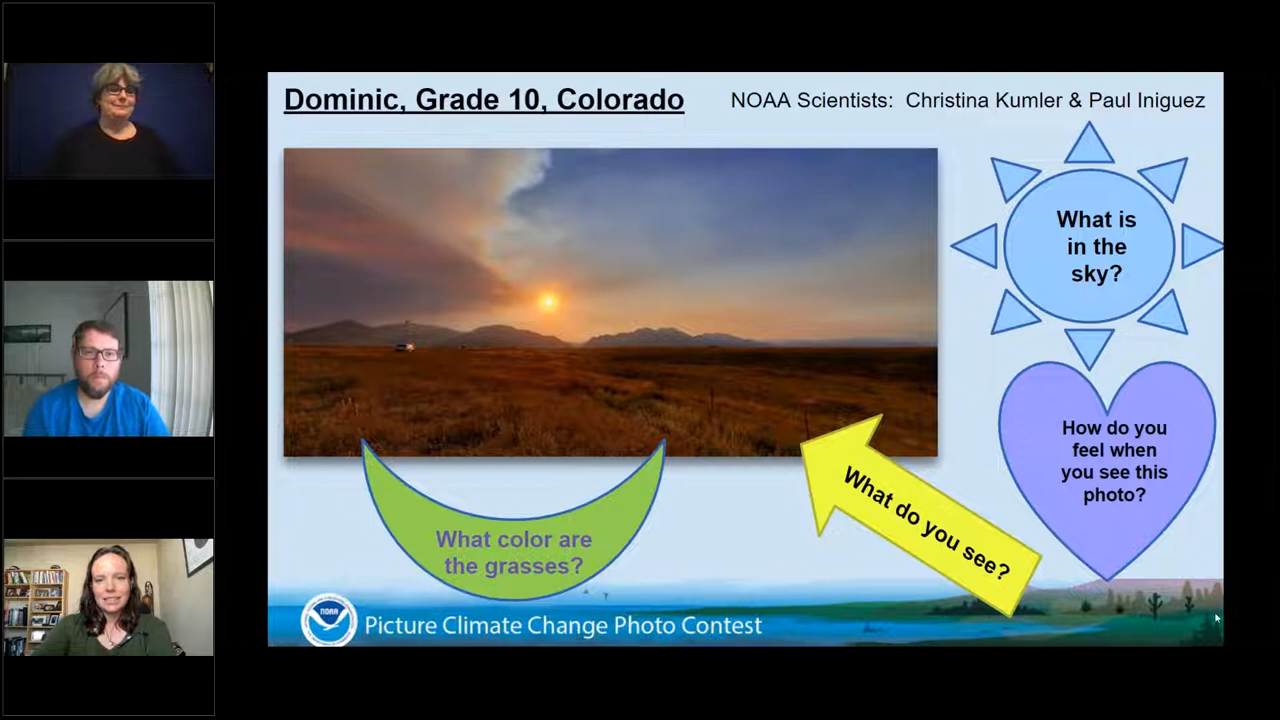 Dominic, Grade 10, Colorado
NOAA Scientists: Christina Kumler & Paul Iniguez
What is
in the
sky?
How do you
feel when
you see this
photo?
What do you see?
What color are
the grasses?
NOAA
Picture Climate Change Photo Contest